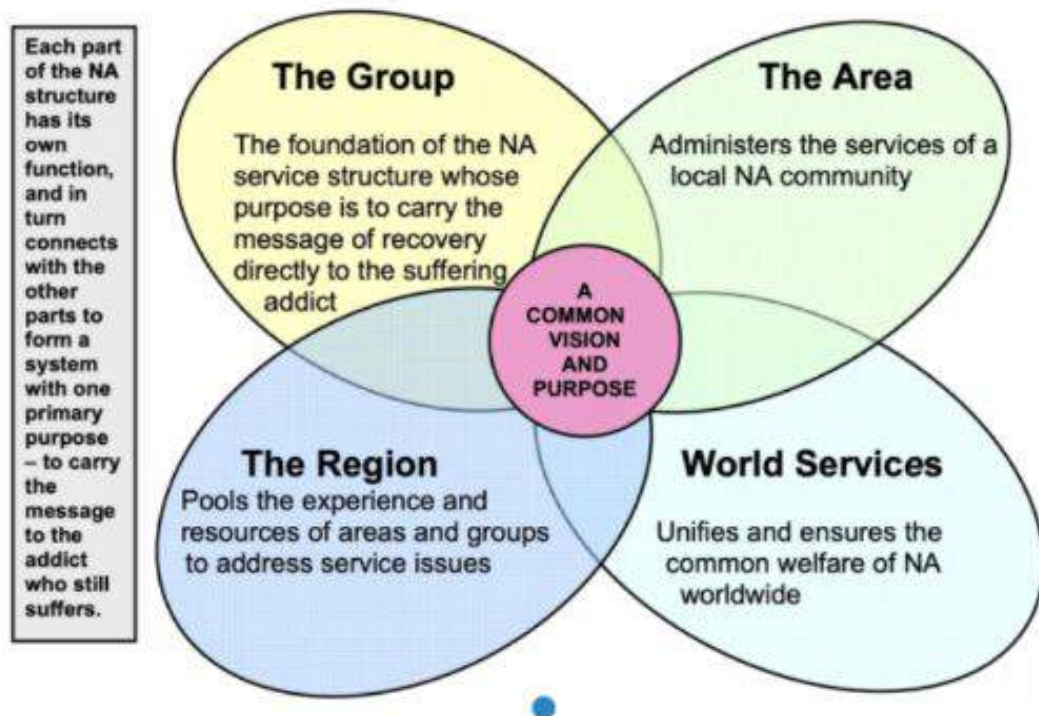 Each part
of the NA
structure
has its
own
function,
and in
turn
connects
with the
other
parts to
form a
system
with one
primary
purpose
– to carry
the
message
to the
addict
who still
suffers.
The Group
The foundation of the NA
service structure whose
purpose is to carry the
message of recovery
directly to the suffering
addict
The Area
Administers the services of a
local NA community
A
COMMON
VISION
AND
PURPOSE
The Region
Pools the experience and
resources of areas and groups
to address service issues
World Services
Unifies and ensures the
common welfare of NA
worldwide